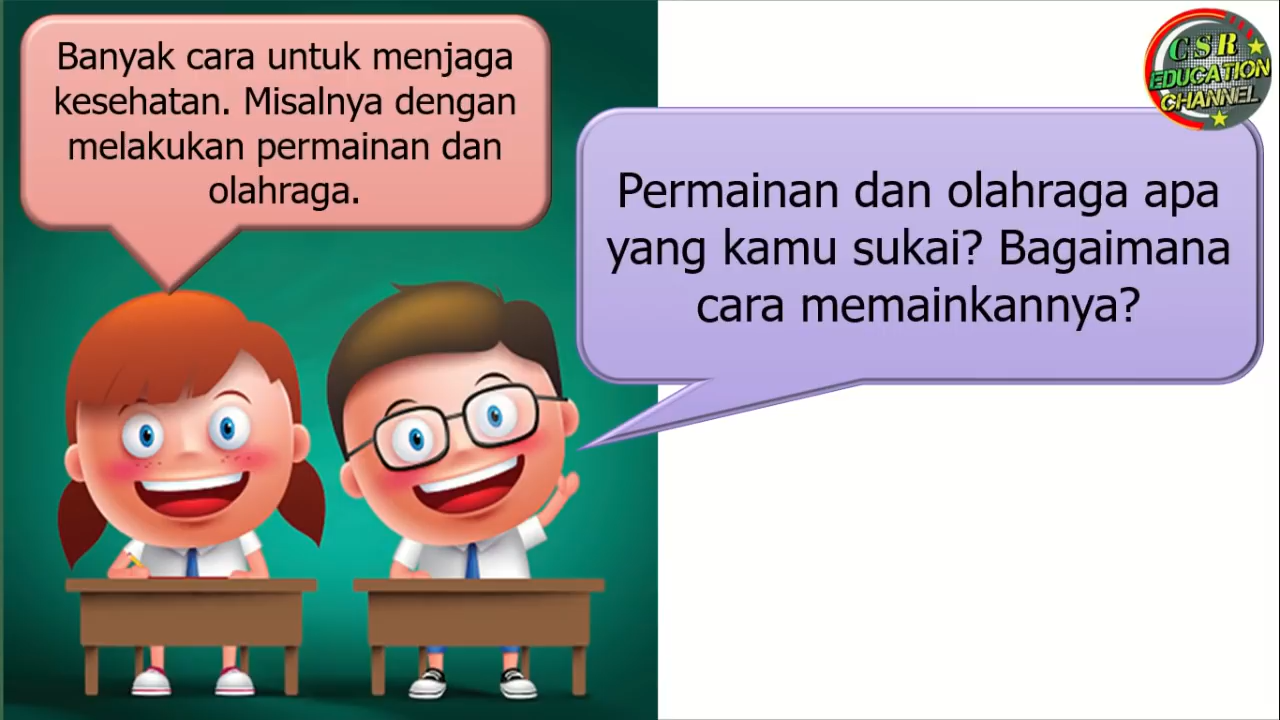 Banyak cara untuk menjaga
kesehatan. Misalnya dengan
melakukan permainan dan
olahraga.
CSR
EDUCATION
CHANNEL
Permainan dan olahraga apa
yang kamu sukai? Bagaimana
cara memainkannya?